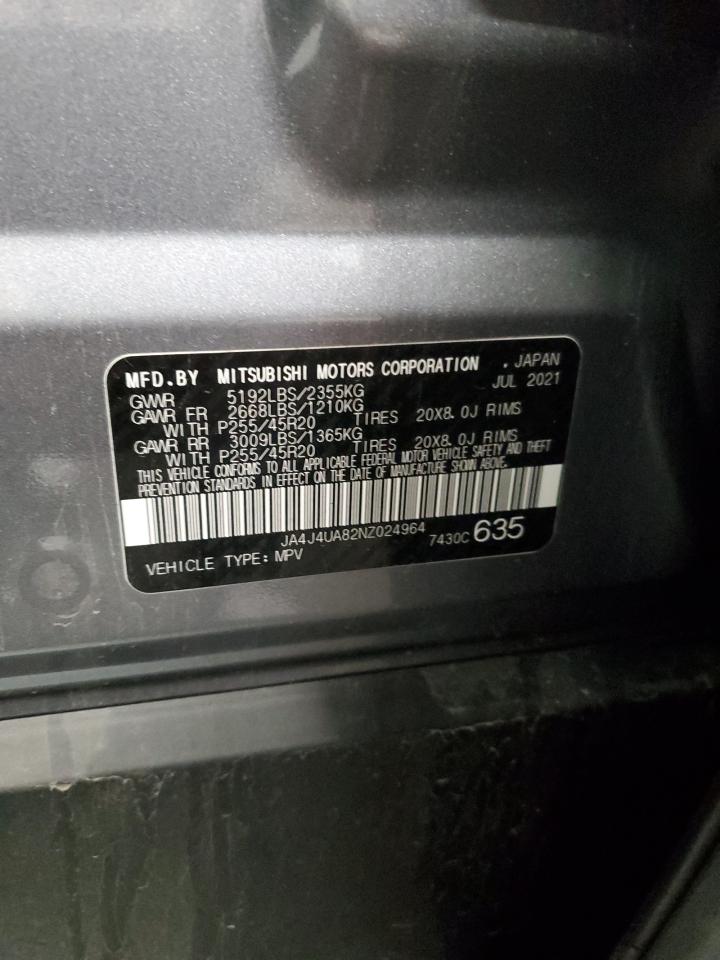 MFD.BY MITSUBISHI MOTORS CORPORATION . JAPAN
GVWR 5192LBS/2355KG JUL 2021
GAWR FR 2668LBS/1210KG
WITH P255/45R20 TIRES 20X8.0J RIMS
GAWR RR 3009LBS/1365KG
WITH P255/45R20 TIRES 20X8.0J RIMS
THIS VEHICLE CONFORMS TO ALL APPLICABLE FEDERAL MOTOR VEHICLE SAFETY AND THEFT
PREVENTION STANDARDS IN EFFECT ON THE DATE OF MANUFACTURE SHOWN ABOVE.
JA4J4UA82NZ024964
VEHICLE TYPE: MPV 7430C 635